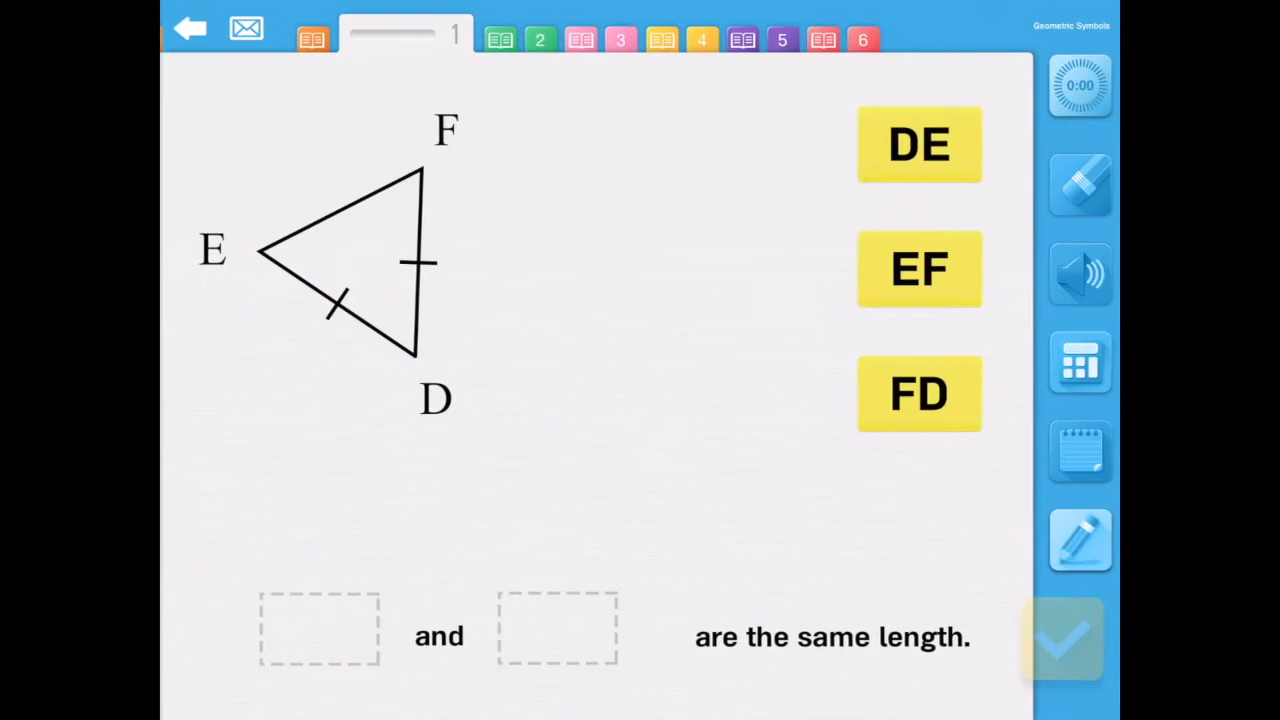 Geometric Symbols
1 2 3 4 5 6
0:00
F
E
D
DE
EF
FD
and are the same length.